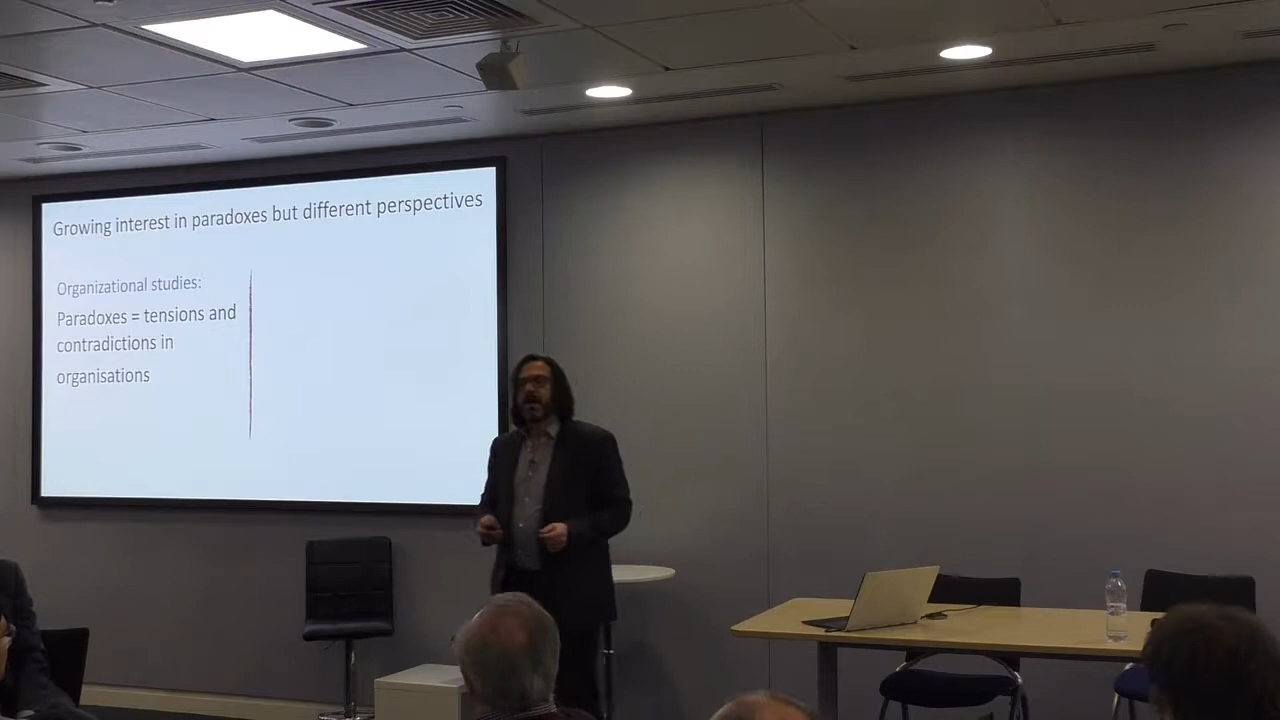 Growing interest in paradoxes but different perspectives
Organizational studies:
Paradoxes = tensions and
contradictions in
organisations